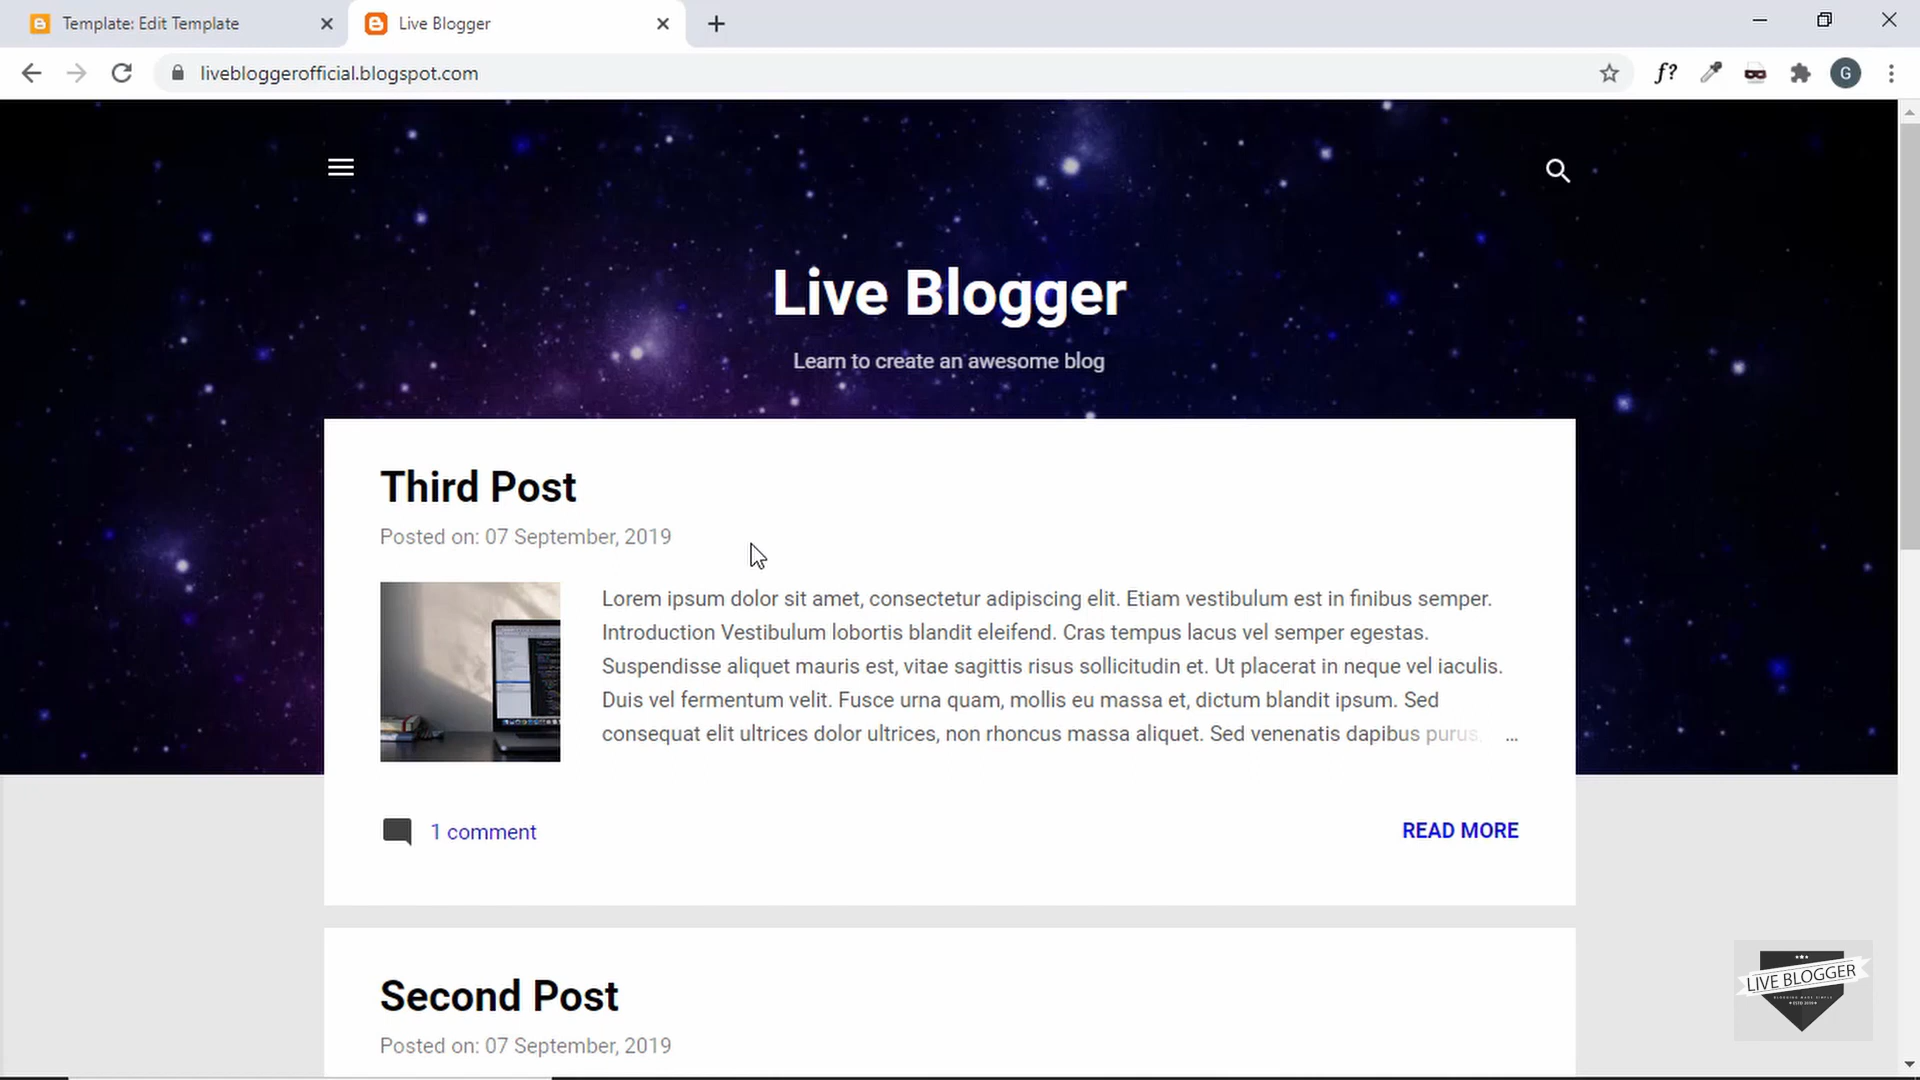 Template: Edit Template
Live Blogger
livebloggerofficial.blogspot.com
f?
G
Live Blogger
Learn to create an awesome blog
Third Post
Posted on: 07 September, 2019
Lorem ipsum dolor sit amet, consectetur adipiscing elit. Etiam vestibulum est in finibus semper.
Introduction Vestibulum lobortis blandit eleifend. Cras tempus lacus vel semper egestas.
Suspendisse aliquet mauris est, vitae sagittis risus sollicitudin et. Ut placerat in neque vel iaculis.
Duis vel fermentum velit. Fusce urna quam, mollis eu massa et, dictum blandit ipsum. Sed
consequat elit ultrices dolor ultrices, non rhoncus massa aliquet. Sed venenatis dapibus purus, ...
1 comment
READ MORE
Second Post
Posted on: 07 September, 2019
LIVE BLOGGER